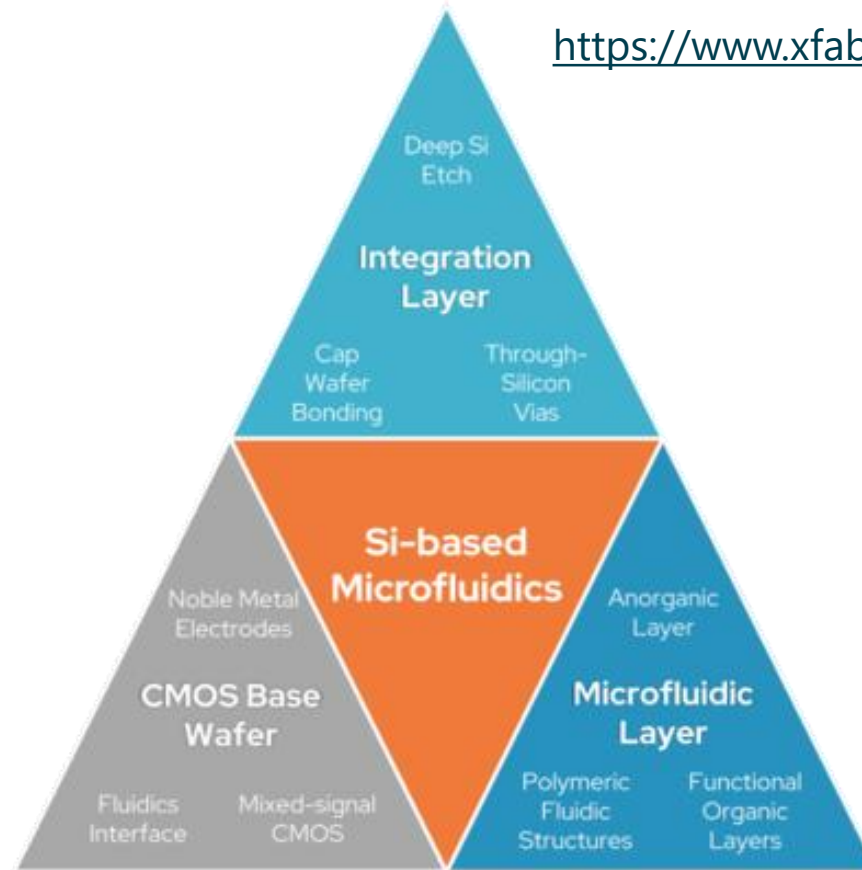 https://www.xfab
Deep Si
Etch
Integration
Layer
Cap
Wafer
Bonding
Through-
Silicon
Vias
Si-based
Microfluidics
Noble Metal
Electrodes
CMOS Base
Wafer
Fluidics
Interface
Mixed-signal
CMOS
Anorganic
Layer
Microfluidic
Layer
Polymeric
Fluidic
Structures
Functional
Organic
Layers